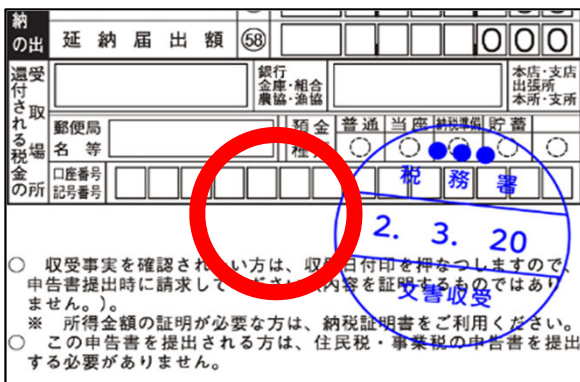 納
の出 延納届出額 58 000
還付される税金の
受取場所
銀行
金庫・組合
農協・漁協
本店・支店
出張所
本所・支所
郵便局
名等
預金
種
普通 当座 納税準備 貯蓄
口座番号
記号番号
税務署
2. 3. 20
文書収受
○ 収受事実を確認され い方は、収 日付印を押なつしますので、
申告書提出時に請求して さい 内容を証明するものではあり
ません。)。
※ 所得金額の証明が必要な方は、納税証明書をご利用ください。
○ この申告書を提出される方は、住民税・事業税の申告書を提出
する必要がありません。